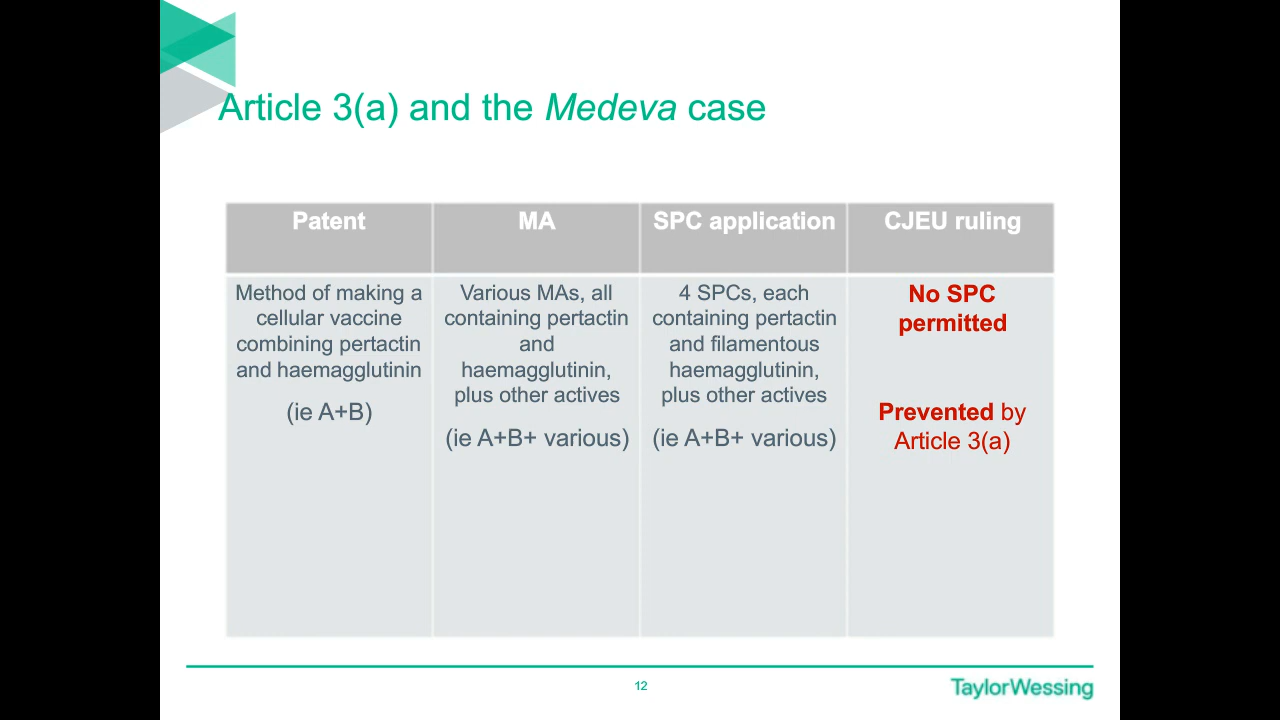 Article 3(a) and the Medeva case
Patent
MA
SPC application
CJEU ruling
Method of making a
cellular vaccine
combining pertactin
and haemagglutinin
(ie A+B)
Various MAs, all
containing pertactin
and
haemagglutinin,
plus other actives
(ie A+B+ various)
4 SPCs, each
containing pertactin
and filamentous
haemagglutinin,
plus other actives
(ie A+B+ various)
No SPC
permitted
Prevented by
Article 3(a)
12
TaylorWessing